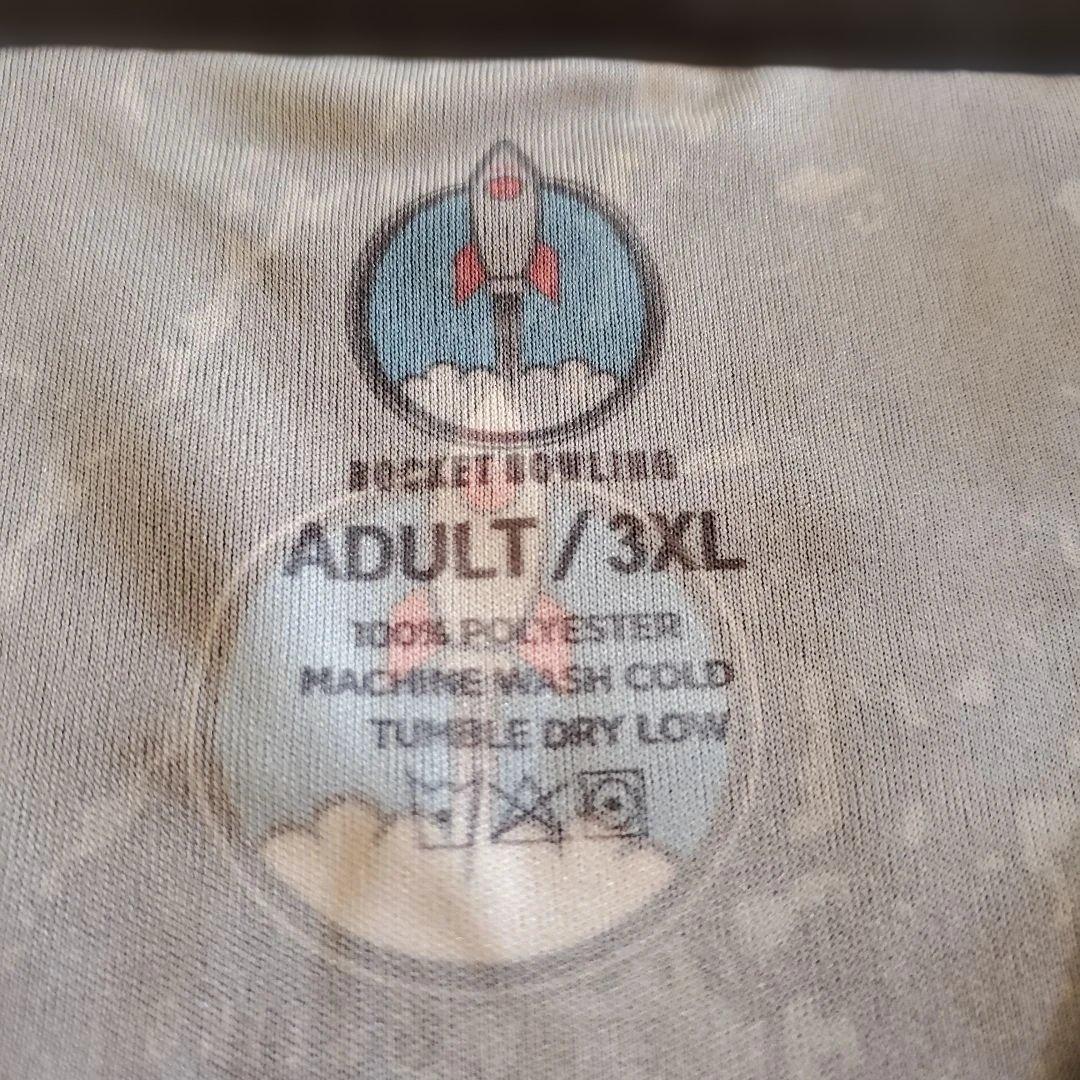 ROCKET BOWLING
ADULT / 3XL
100% POLYESTER
MACHINE WASH COLD
TUMBLE DRY LOW